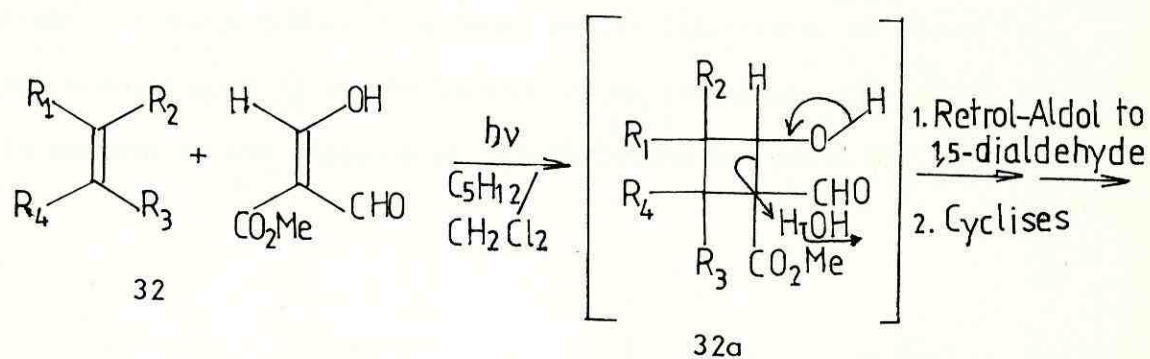 R1 R2
R4 R3
32
+
H OH
CO2Me CHO
hν
C5H12/
CH2Cl2
R2 H H
R1 O
R4 CHO
H-OH
R3 CO2Me
32a
1. Retrol-Aldol to
1,5-dialdehyde
2. Cyclises